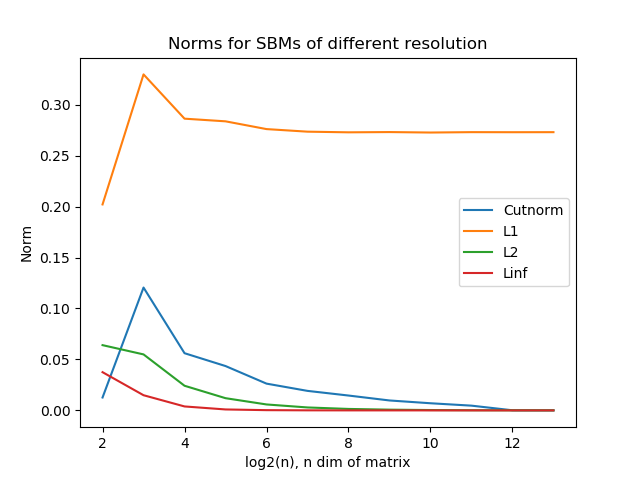 Norms for SBMs of different resolution
0.30
0.25
0.20
0.15
0.10
0.05
0.00
Norm
Cutnorm
L1
L2
Linf
2 4 6 8 10 12
log2(n), n dim of matrix